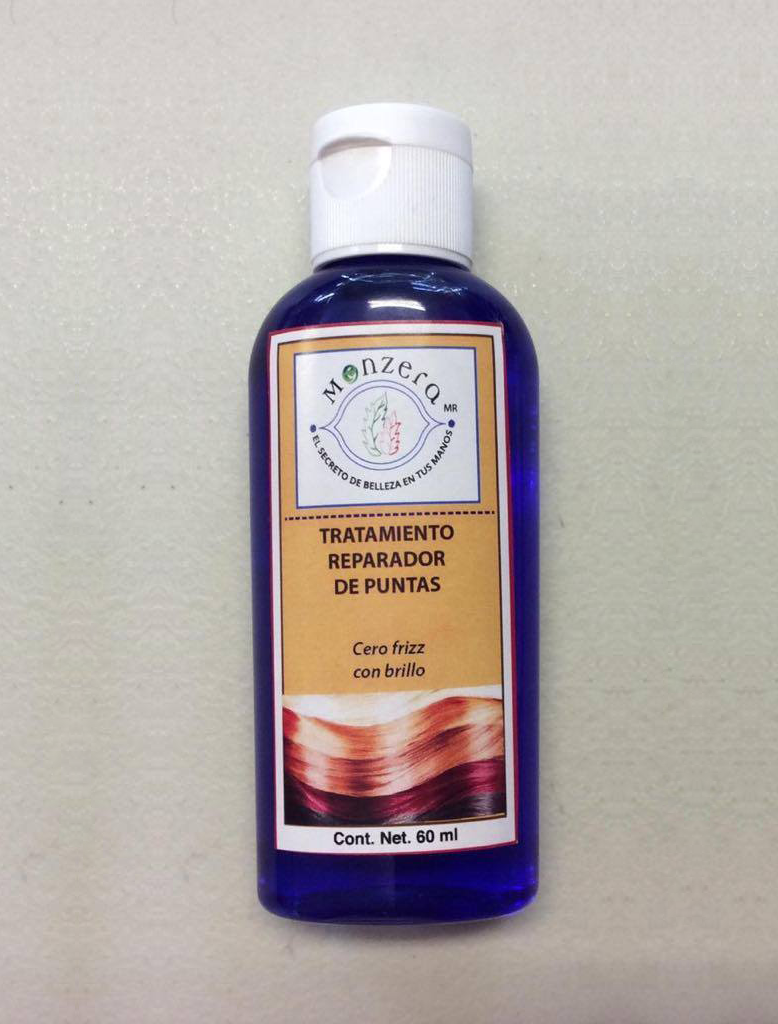 Monzera
MR
EL SECRETO DE BELLEZA EN TUS MANOS
TRATAMIENTO
REPARADOR
DE PUNTAS
Cero frizz
con brillo
Cont. Net. 60 ml